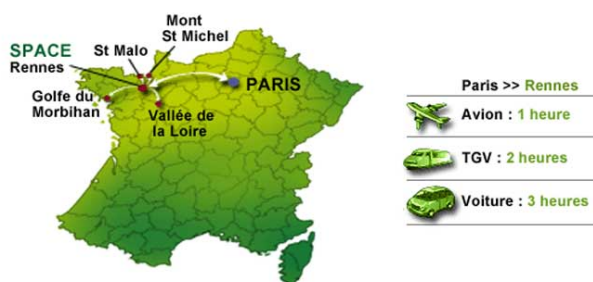 Mont
St Michel
St Malo
SPACE
Rennes
PARIS
Golfe du
Morbihan
Vallée de
la Loire
Paris >> Rennes
Avion : 1 heure
TGV : 2 heures
Voiture : 3 heures